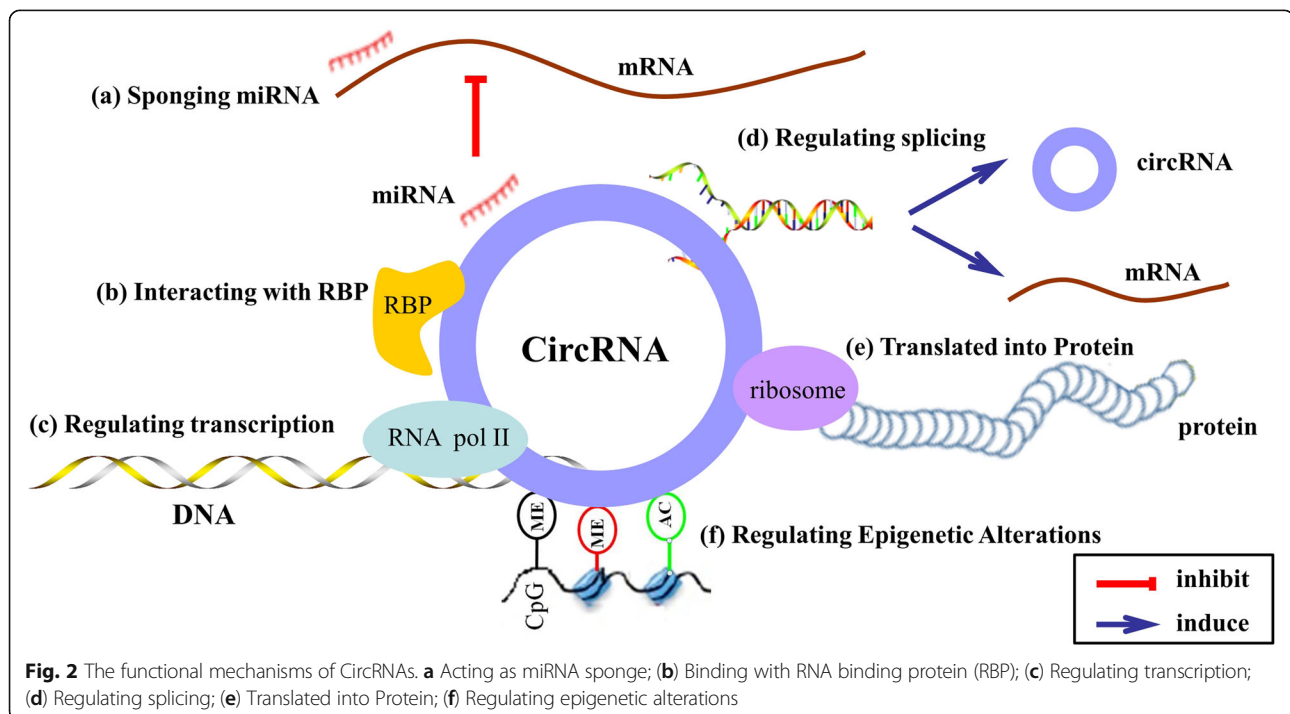 mRNA
(a) Sponging miRNA
(d) Regulating splicing
circRNA
miRNA
(b) Interacting with RBP
RBP
mRNA
CircRNA
(e) Translated into Protein
ribosome
(c) Regulating transcription
RNA pol II
protein
DNA
ME
ME
AC
(f) Regulating Epigenetic Alterations
CpG
inhibit
induce
Fig. 2 The functional mechanisms of CircRNAs. a Acting as miRNA sponge; (b) Binding with RNA binding protein (RBP); (c) Regulating transcription;
(d) Regulating splicing; (e) Translated into Protein; (f) Regulating epigenetic alterations